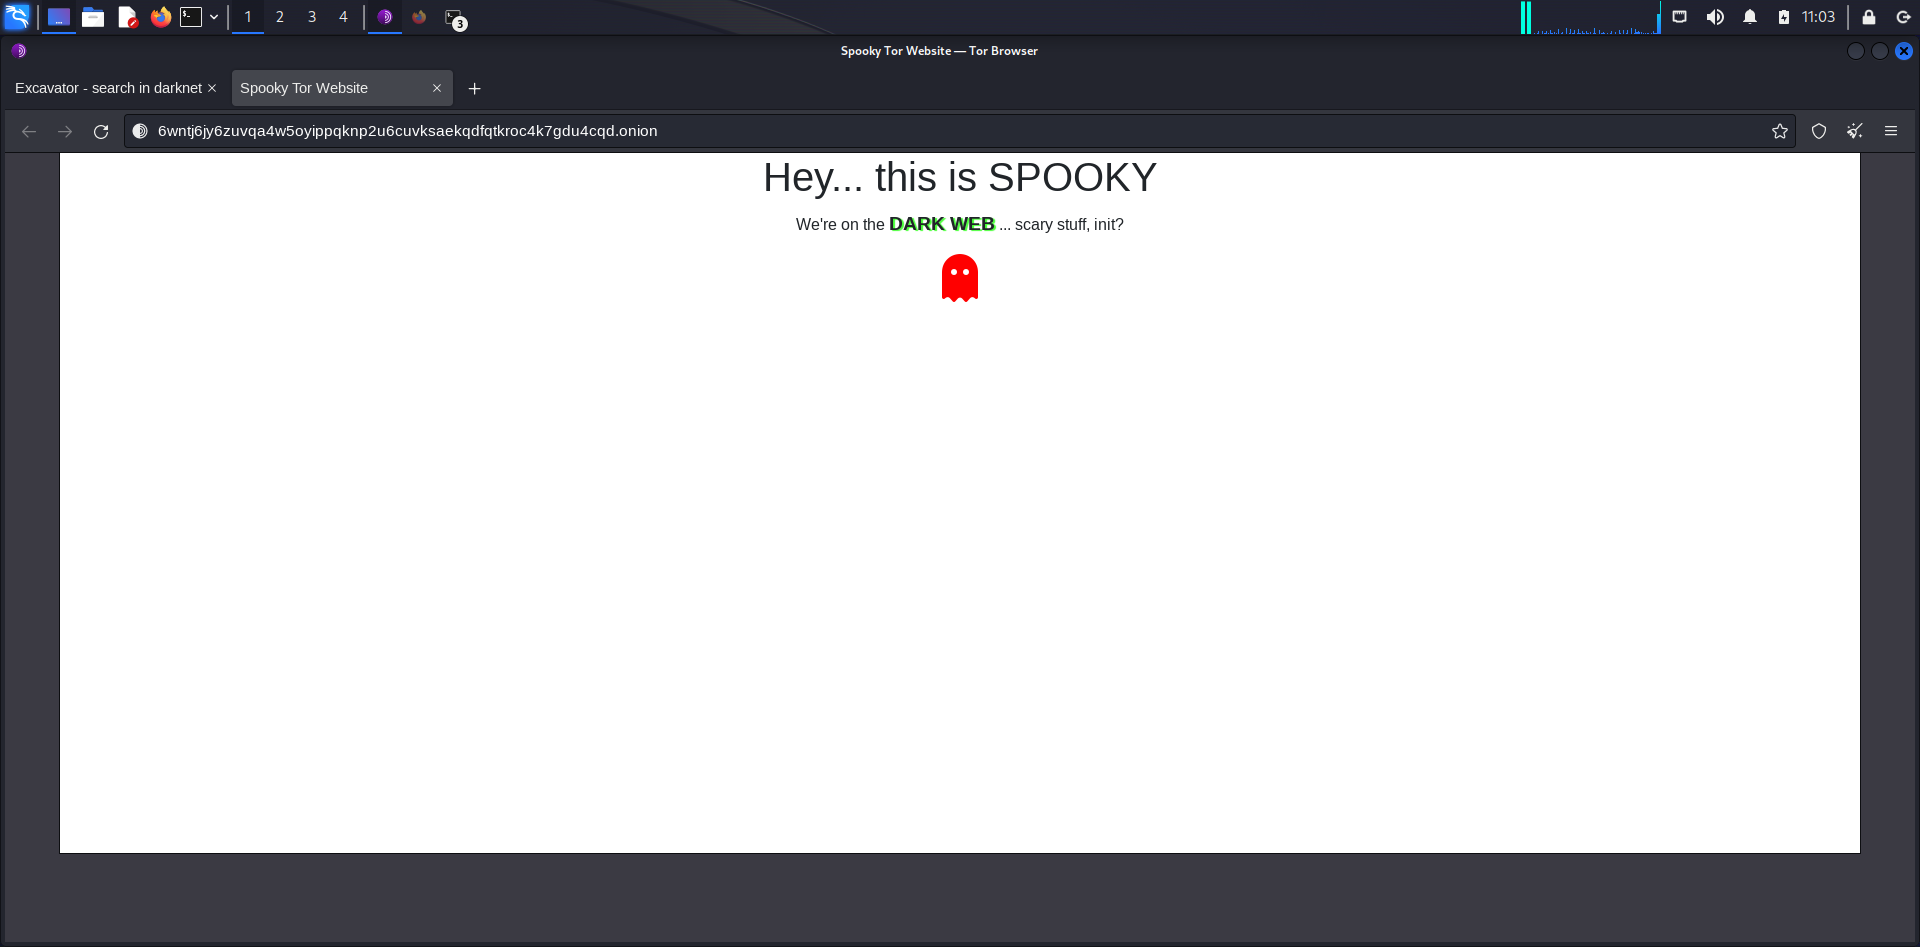 1 2 3 4 3 11:03
Spooky Tor Website — Tor Browser
Excavator - search in darknet Spooky Tor Website
6wntj6jy6zuvqa4w5oyippqknp2u6cuvksaekqdfqtkroc4k7gdu4cqd.onion
Hey... this is SPOOKY
We're on the DARK WEB ... scary stuff, init?